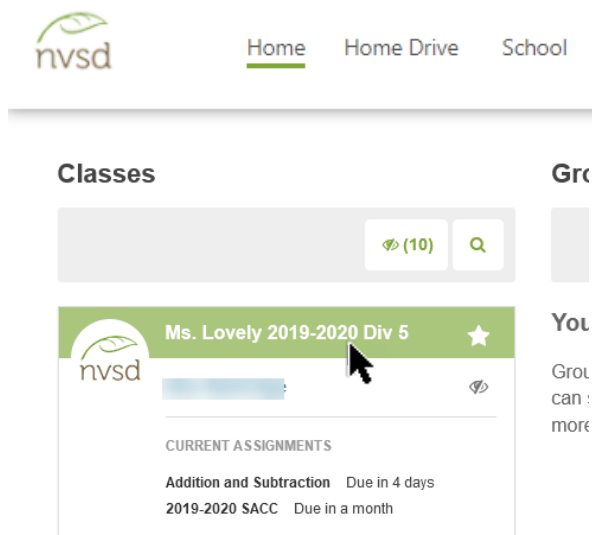 nvsd
Home Home Drive School
Classes
(10)
Ms. Lovely 2019-2020 Div 5
nvsd
CURRENT ASSIGNMENTS
Addition and Subtraction Due in 4 days
2019-2020 SACC Due in a month
Gro
You
Grou
can s
more